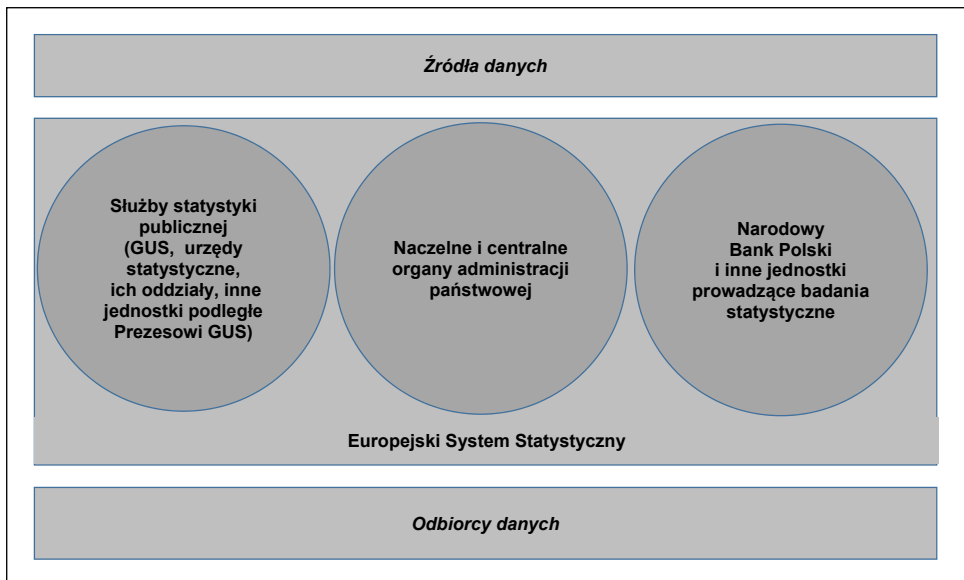 Źródła danych
Służby statystyki
publicznej
(GUS, urzędy
statystyczne,
ich oddziały, inne
jednostki podległe
Prezesowi GUS)
Naczelne i centralne
organy administracji
państwowej
Narodowy
Bank Polski
i inne jednostki
prowadzące badania
statystyczne
Europejski System Statystyczny
Odbiorcy danych